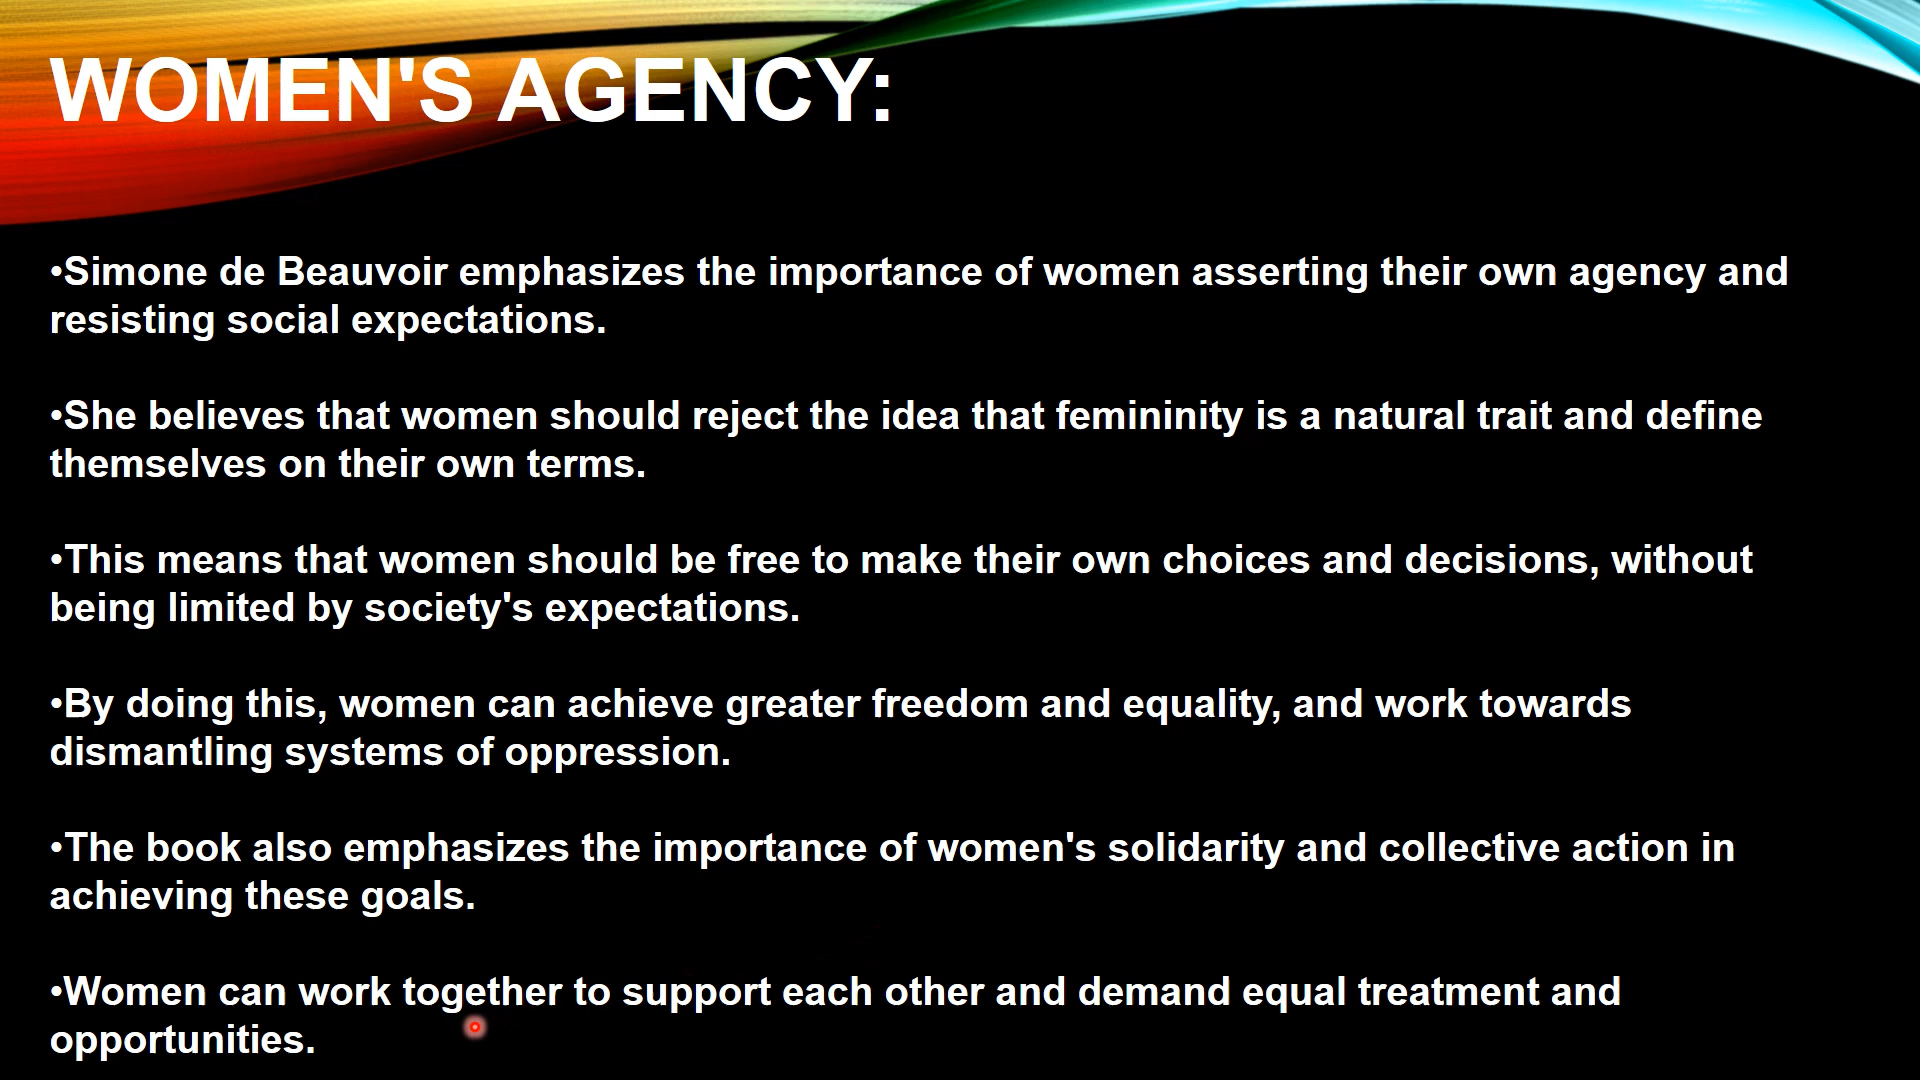 WOMEN'S AGENCY:
•Simone de Beauvoir emphasizes the importance of women asserting their own agency and
resisting social expectations.
•She believes that women should reject the idea that femininity is a natural trait and define
themselves on their own terms.
•This means that women should be free to make their own choices and decisions, without
being limited by society's expectations.
•By doing this, women can achieve greater freedom and equality, and work towards
dismantling systems of oppression.
•The book also emphasizes the importance of women's solidarity and collective action in
achieving these goals.
•Women can work together to support each other and demand equal treatment and
opportunities.